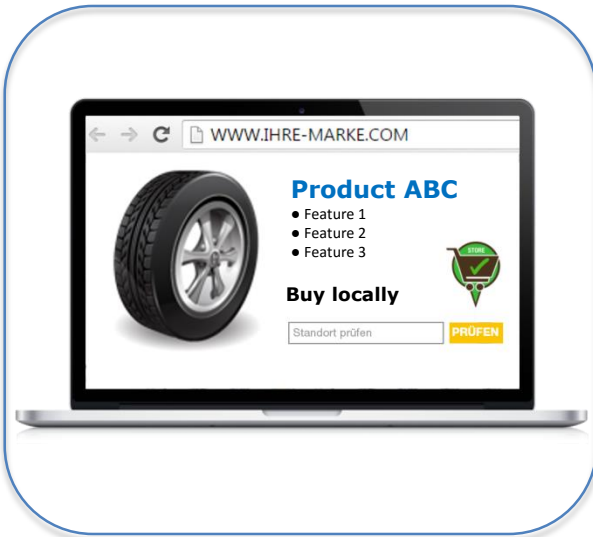 WWW.IHRE-MARKE.COM
Product ABC
● Feature 1
● Feature 2
● Feature 3
STORE
Buy locally
Standort prüfen
PRÜFEN